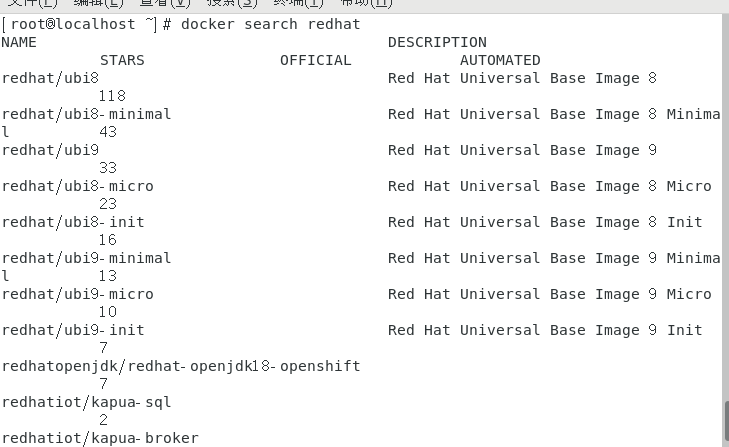 文件(F) 编辑(E) 查看(V) 搜索(S) 终端(T) 帮助(H)
[root@localhost ~]# docker search redhat
NAME DESCRIPTION
STARS OFFICIAL AUTOMATED
redhat/ubi8 Red Hat Universal Base Image 8
118
redhat/ubi8-minimal Red Hat Universal Base Image 8 Minima
l 43
redhat/ubi9 Red Hat Universal Base Image 9
33
redhat/ubi8-micro Red Hat Universal Base Image 8 Micro
23
redhat/ubi8-init Red Hat Universal Base Image 8 Init
16
redhat/ubi9-minimal Red Hat Universal Base Image 9 Minima
l 13
redhat/ubi9-micro Red Hat Universal Base Image 9 Micro
10
redhat/ubi9-init Red Hat Universal Base Image 9 Init
7
redhatopenjdk/redhat-openjdk18-openshift
7
redhatiot/kapua-sql
2
redhatiot/kapua-broker